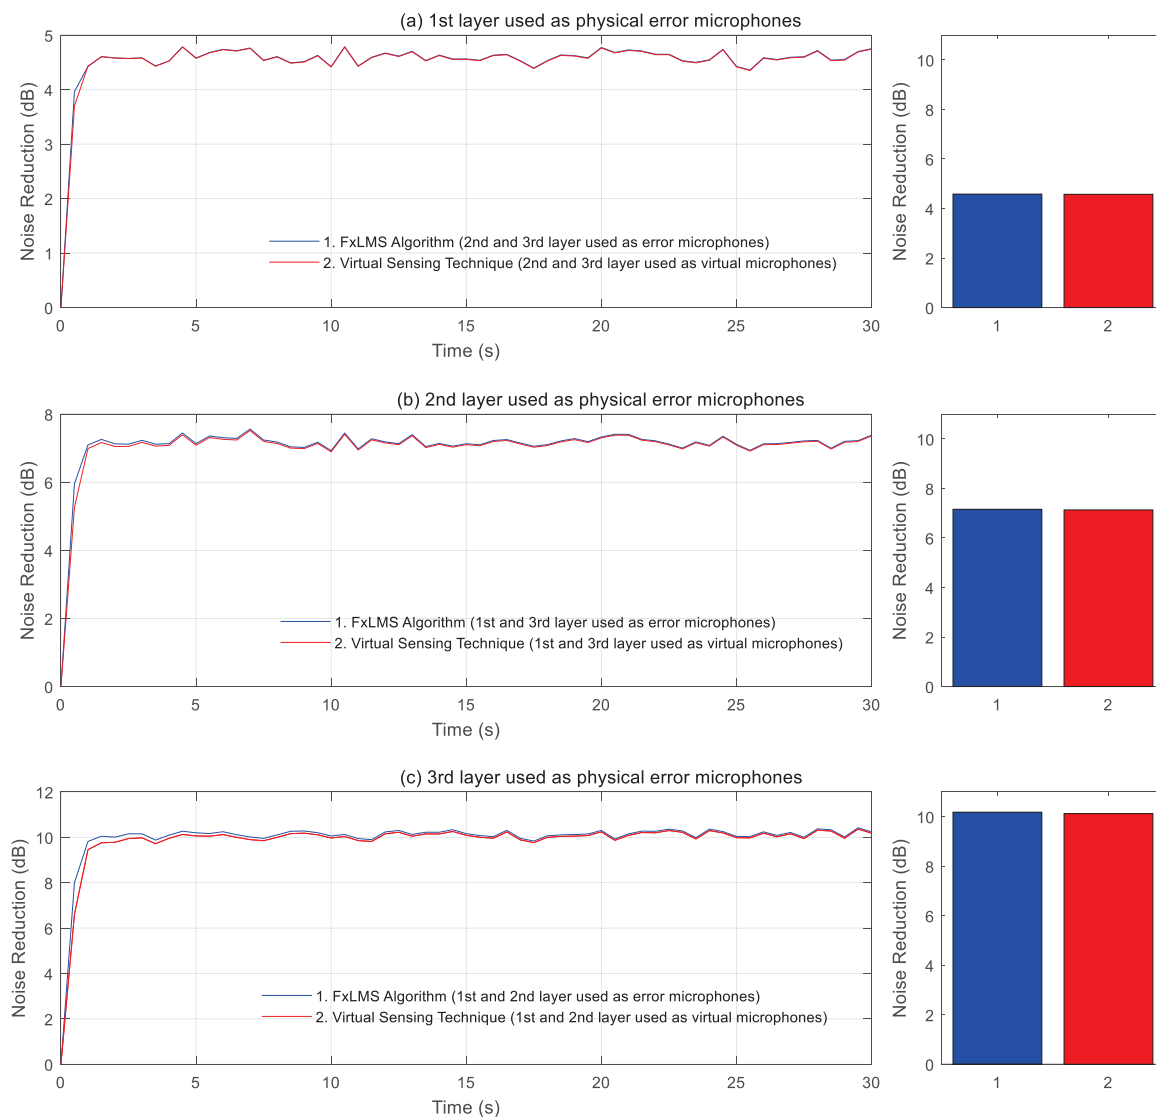 (a) 1st layer used as physical error microphones
Noise Reduction (dB)
5
4
3
2
1
0
1. FxLMS Algorithm (2nd and 3rd layer used as error microphones)
2. Virtual Sensing Technique (2nd and 3rd layer used as virtual microphones)
0 5 10 15 20 25 30
Time (s)
Noise Reduction (dB)
10
8
6
4
2
0
1 2
(b) 2nd layer used as physical error microphones
Noise Reduction (dB)
8
6
4
2
0
1. FxLMS Algorithm (1st and 3rd layer used as error microphones)
2. Virtual Sensing Technique (1st and 3rd layer used as virtual microphones)
0 5 10 15 20 25 30
Time (s)
Noise Reduction (dB)
10
8
6
4
2
0
1 2
(c) 3rd layer used as physical error microphones
Noise Reduction (dB)
12
10
8
6
4
2
0
1. FxLMS Algorithm (1st and 2nd layer used as error microphones)
2. Virtual Sensing Technique (1st and 2nd layer used as virtual microphones)
0 5 10 15 20 25 30
Time (s)
Noise Reduction (dB)
10
8
6
4
2
0
1 2